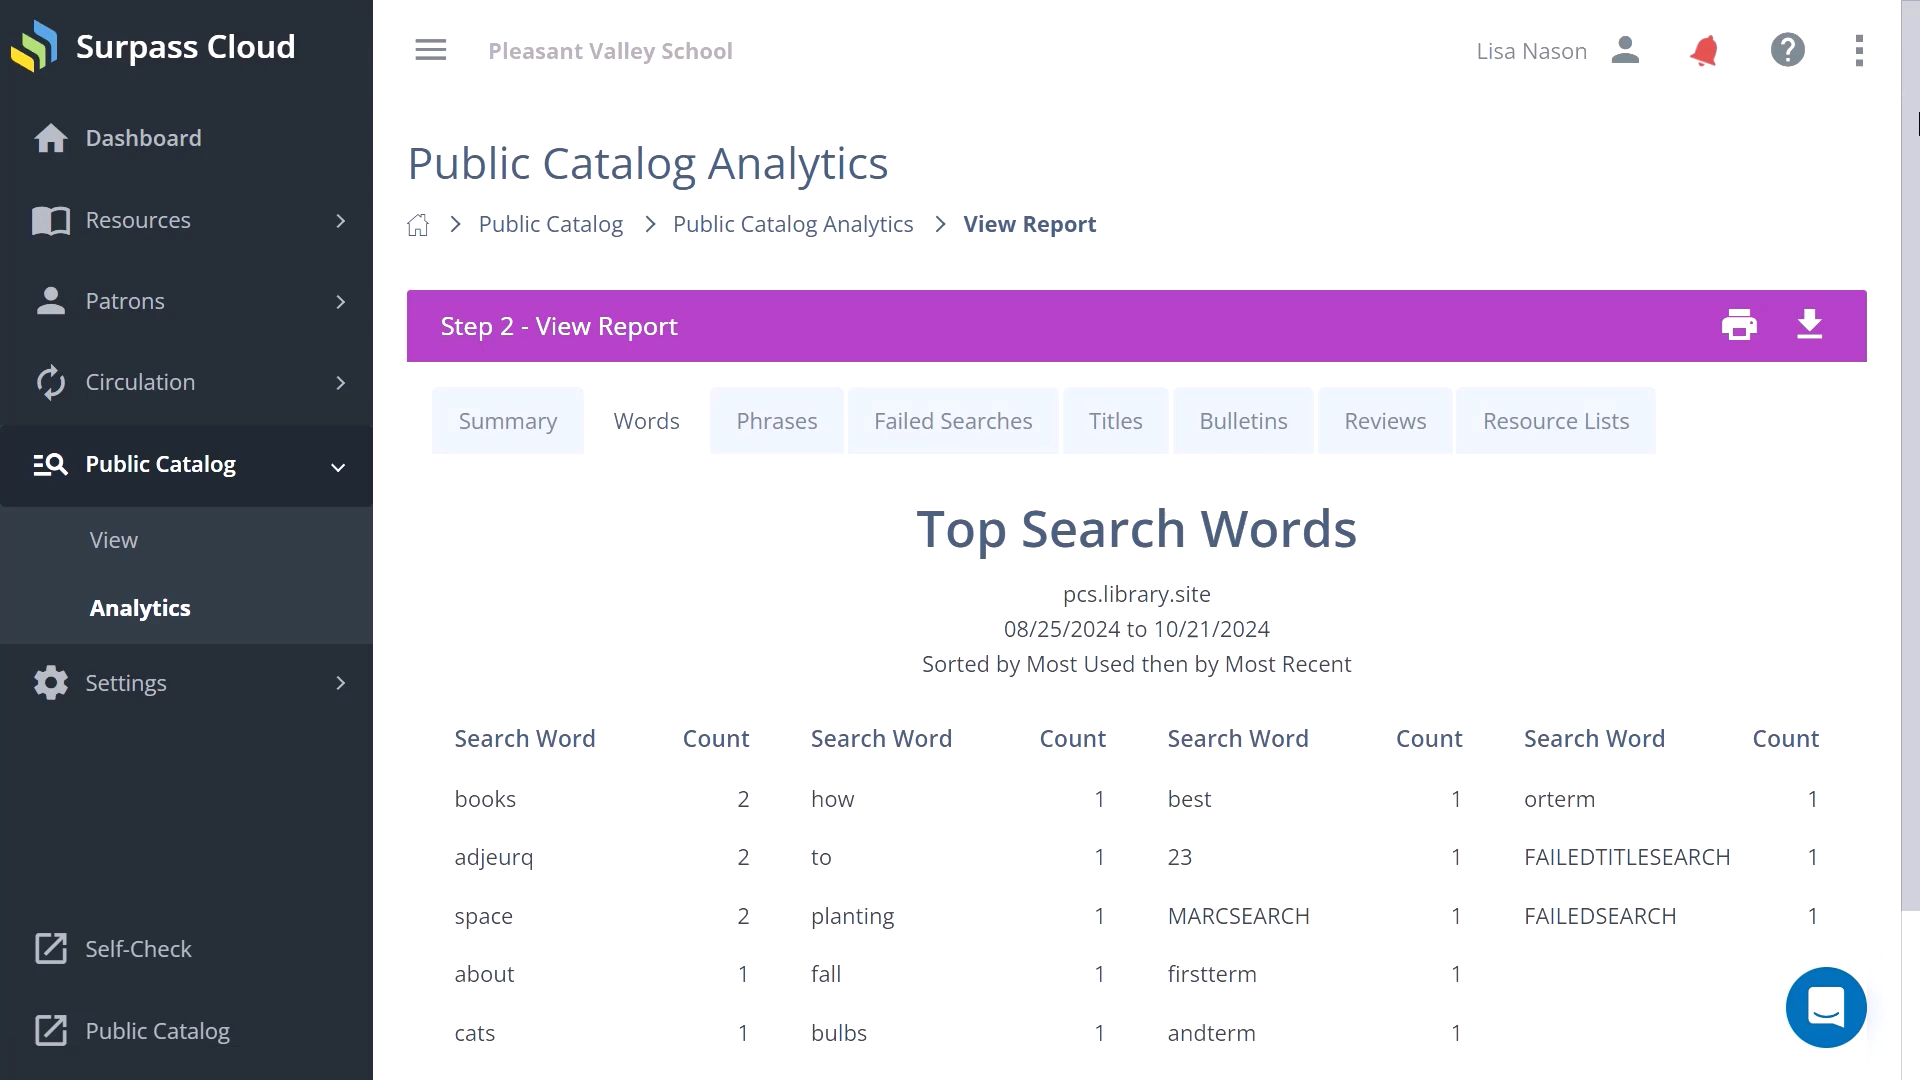 Surpass Cloud
Dashboard
Resources
Patrons
Circulation
Public Catalog
View
Analytics
Settings
Self-Check
Public Catalog
Pleasant Valley School
Lisa Nason
Public Catalog Analytics
Public Catalog > Public Catalog Analytics > View Report
Step 2 - View Report
Summary Words Phrases Failed Searches Titles Bulletins Reviews Resource Lists
Top Search Words
pcs.library.site
08/25/2024 to 10/21/2024
Sorted by Most Used then by Most Recent
Search Word Count Search Word Count Search Word Count Search Word Count
books 2 how 1 best 1 orterm 1
adjeurq 2 to 1 23 1 FAILEDTITLESEARCH 1
space 2 planting 1 MARCSEARCH 1 FAILEDSEARCH 1
about 1 fall 1 firstterm 1
cats 1 bulbs 1 andterm 1